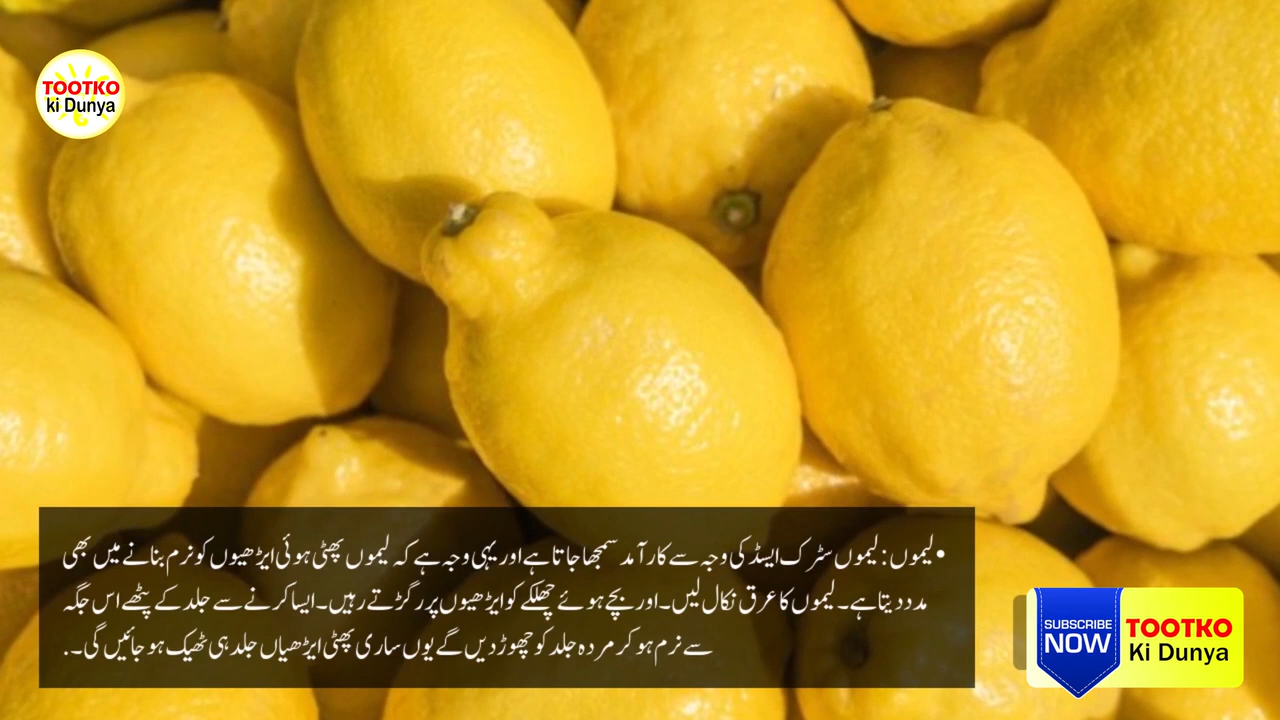 TOOTKO
ki Dunya
• لیموں: لیموں سٹرک ایسڈ کی وجہ سے کارآمد سمجھا جاتا ہے اور یہی وجہ ہے کہ لیموں پھٹی ہوئی ایڑھیوں کو نرم بنانے میں بھی
مدد دیتا ہے۔ لیموں کا عرق نکال لیں۔ اور بچے ہوئے چھلکے کو ایڑھیوں پر رگڑتے رہیں۔ ایسا کرنے سے جلد کے پٹھے اس جگہ
سے نرم ہو کر مردہ جلد کو چھوڑ دیں گے یوں ساری پھٹی ایڑھیاں جلد ہی ٹھیک ہو جائیں گی۔.
SUBSCRIBE
NOW
TOOTKO
Ki Dunya